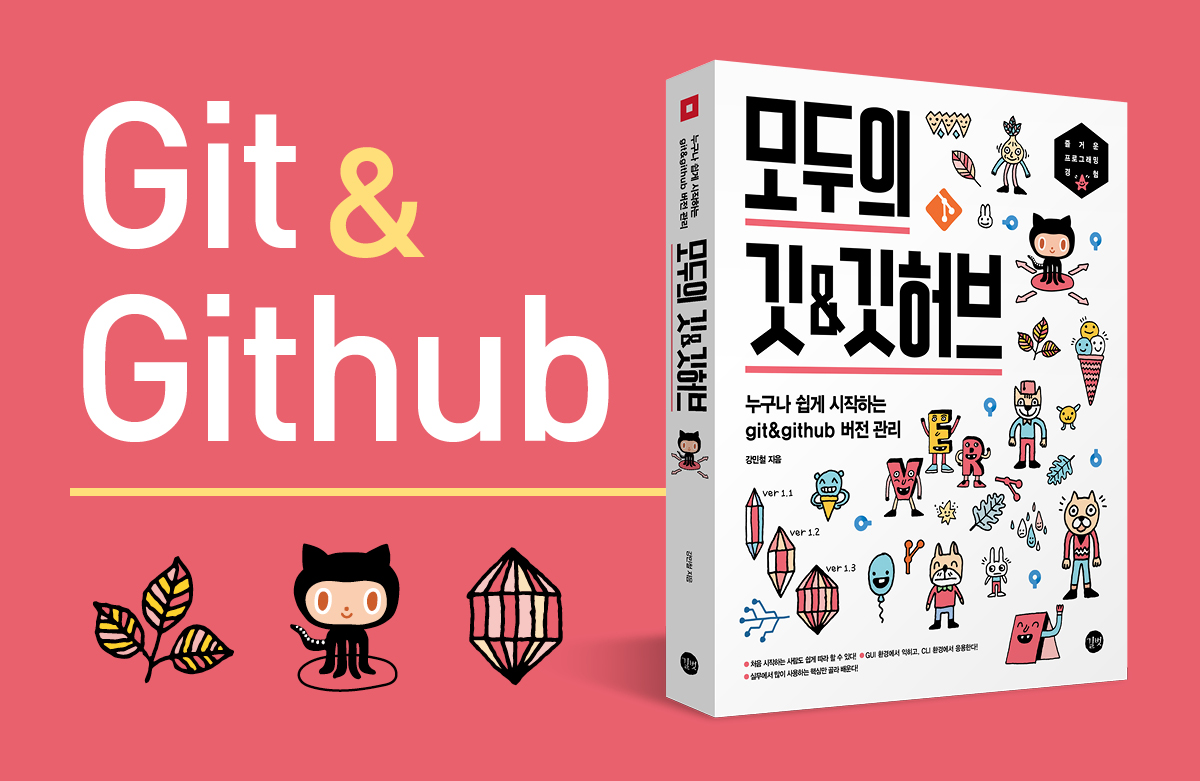 Git &
Github
누구나 쉽게 시작하는
git&github 버전 관리
모두의 깃&깃허브
강민철 지음
모두의
깃&깃허브
즐거운
프로그래밍
경험
누구나 쉽게 시작하는
git&github 버전 관리
강민철 지음
VER
ver 1.1
ver 1.2
ver 1.3
처음 시작하는 사람도 쉽게 따라 할 수 있다! GUI 환경에서 익히고, CLI 환경에서 응용한다!
실무에서 많이 사용하는 핵심만 골라 배운다!
길벗
길벗